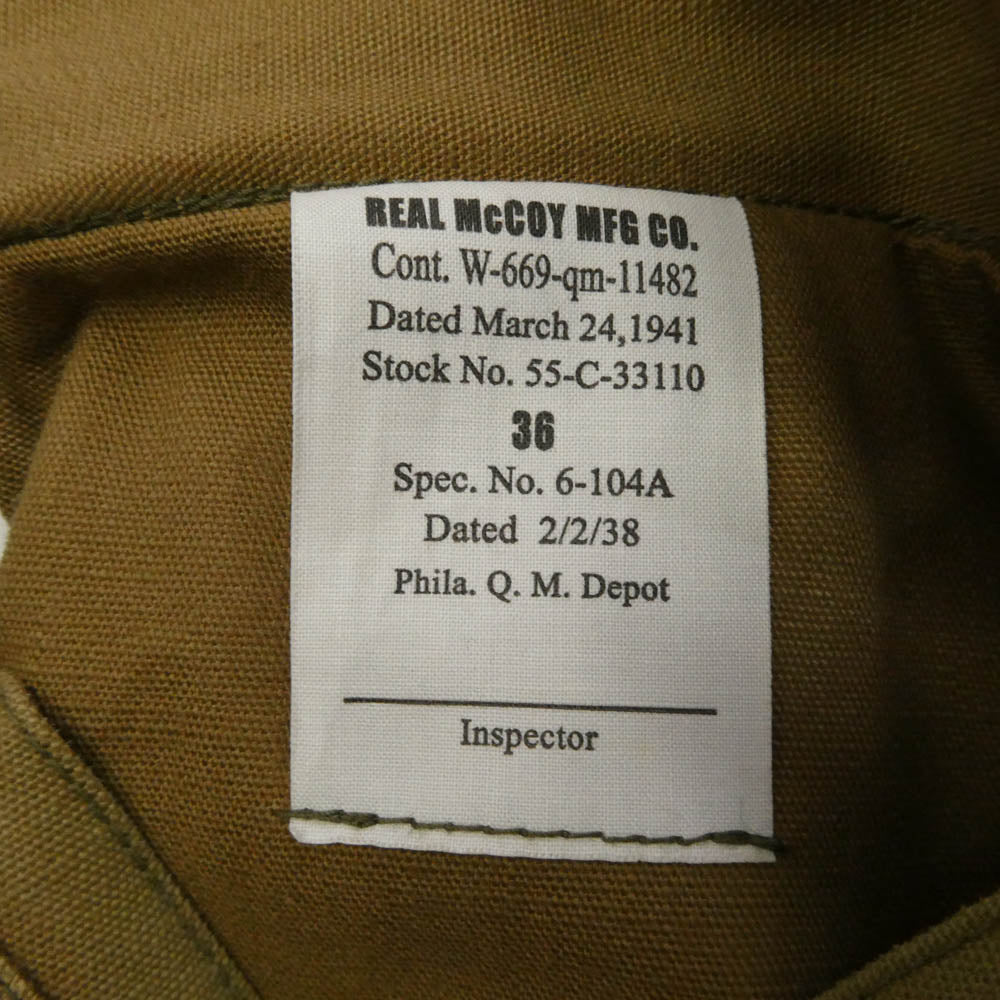 REAL McCOY MFG CO.
Cont. W-669-qm-11482
Dated March 24,1941
Stock No. 55-C-33110
36
Spec. No. 6-104A
Dated 2/2/38
Phila. Q. M. Depot
Inspector